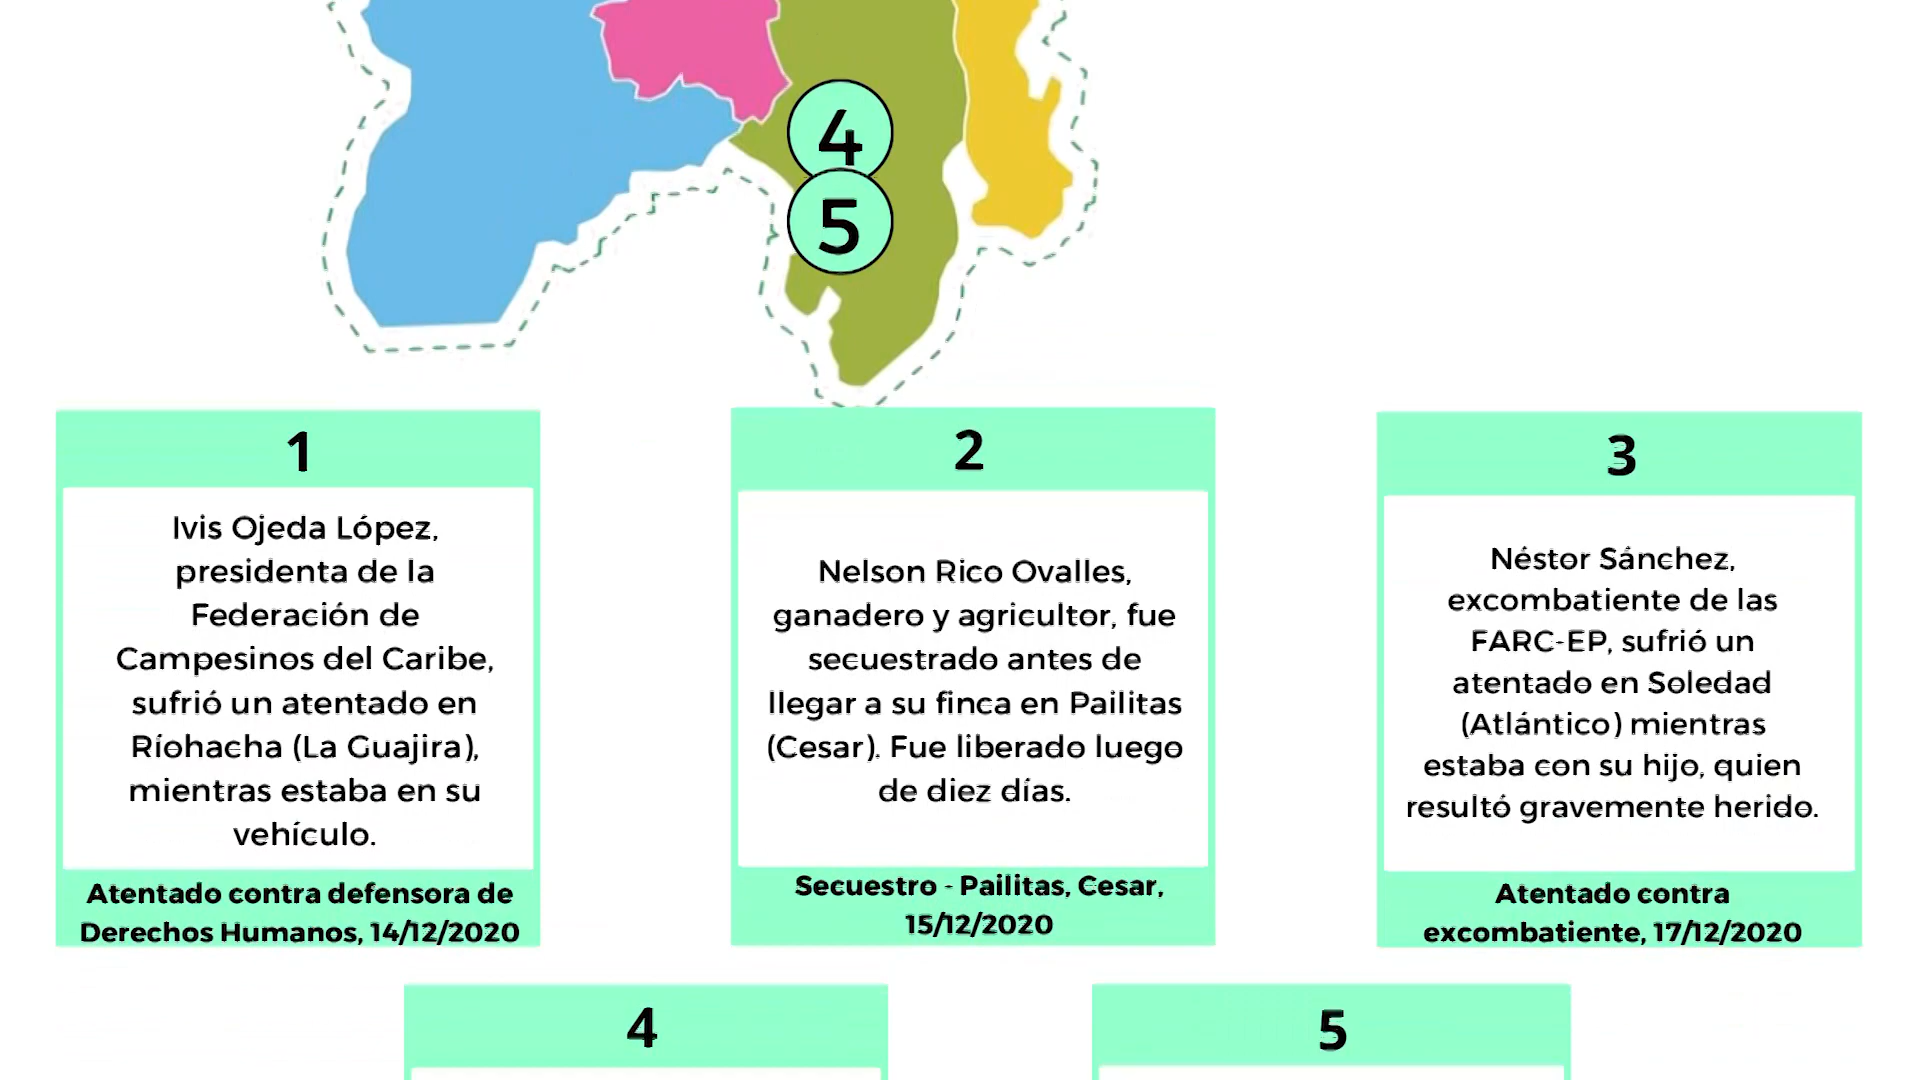 4
5
1
Ivis Ojeda López,
presidenta de la
Federación de
Campesinos del Caribe,
sufrió un atentado en
Ríohacha (La Guajira),
mientras estaba en su
vehículo.
Atentado contra defensora de
Derechos Humanos, 14/12/2020
2
Nelson Rico Ovalles,
ganadero y agricultor, fue
secuestrado antes de
llegar a su finca en Pailitas
(Cesar). Fue liberado luego
de diez días.
Secuestro - Pailitas, Cesar,
15/12/2020
3
Néstor Sánchez,
excombatiente de las
FARC-EP, sufrió un
atentado en Soledad
(Atlántico) mientras
estaba con su hijo, quien
resultó gravemente herido.
Atentado contra
excombatiente, 17/12/2020
4
5